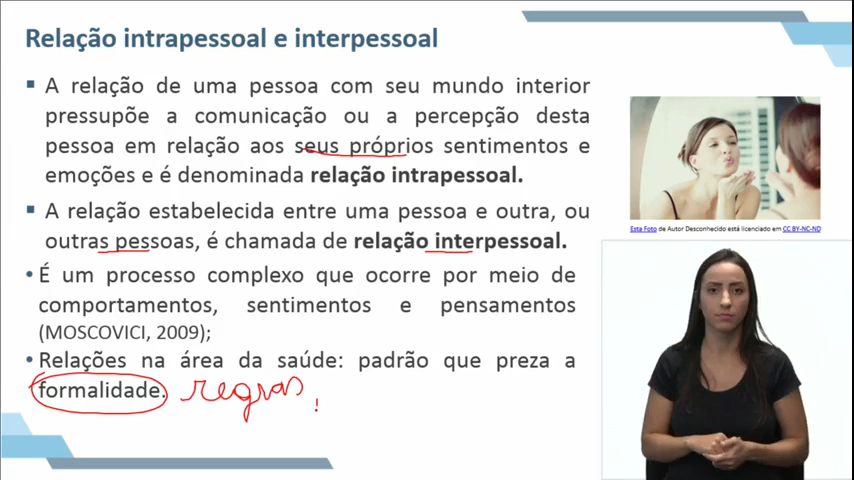 Relação intrapessoal e interpessoal
A relação de uma pessoa com seu mundo interior
pressupõe a comunicação ou a percepção desta
pessoa em relação aos seus próprios sentimentos e
emoções e é denominada relação intrapessoal.
A relação estabelecida entre uma pessoa e outra, ou
outras pessoas, é chamada de relação interpessoal.
É um processo complexo que ocorre por meio de
comportamentos, sentimentos e pensamentos
(MOSCOVICI, 2009);
Relações na área da saúde: padrão que preza a
formalidade. regras !
Esta Foto de Autor Desconhecido está licenciado em CC BY-NC-ND